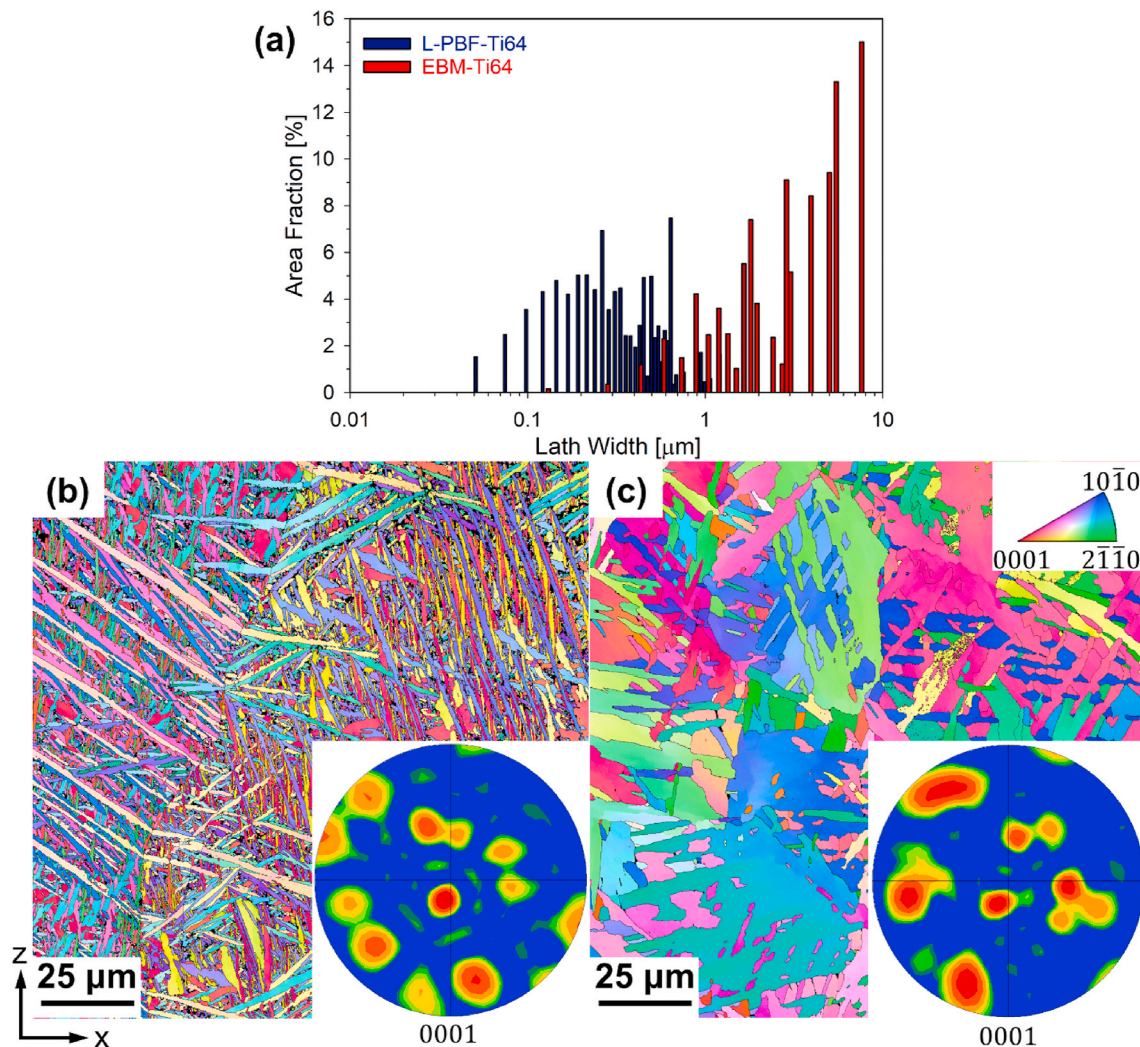 (a)
L-PBF-Ti64
EBM-Ti64
Area Fraction [%]
16
14
12
10
8
6
4
2
0
0.01
0.1
1
10
Lath Width [μm]
(b)
(c)
101̅0
0001
21̅1̅0
Z
X
25 μm
0001
25 μm
0001